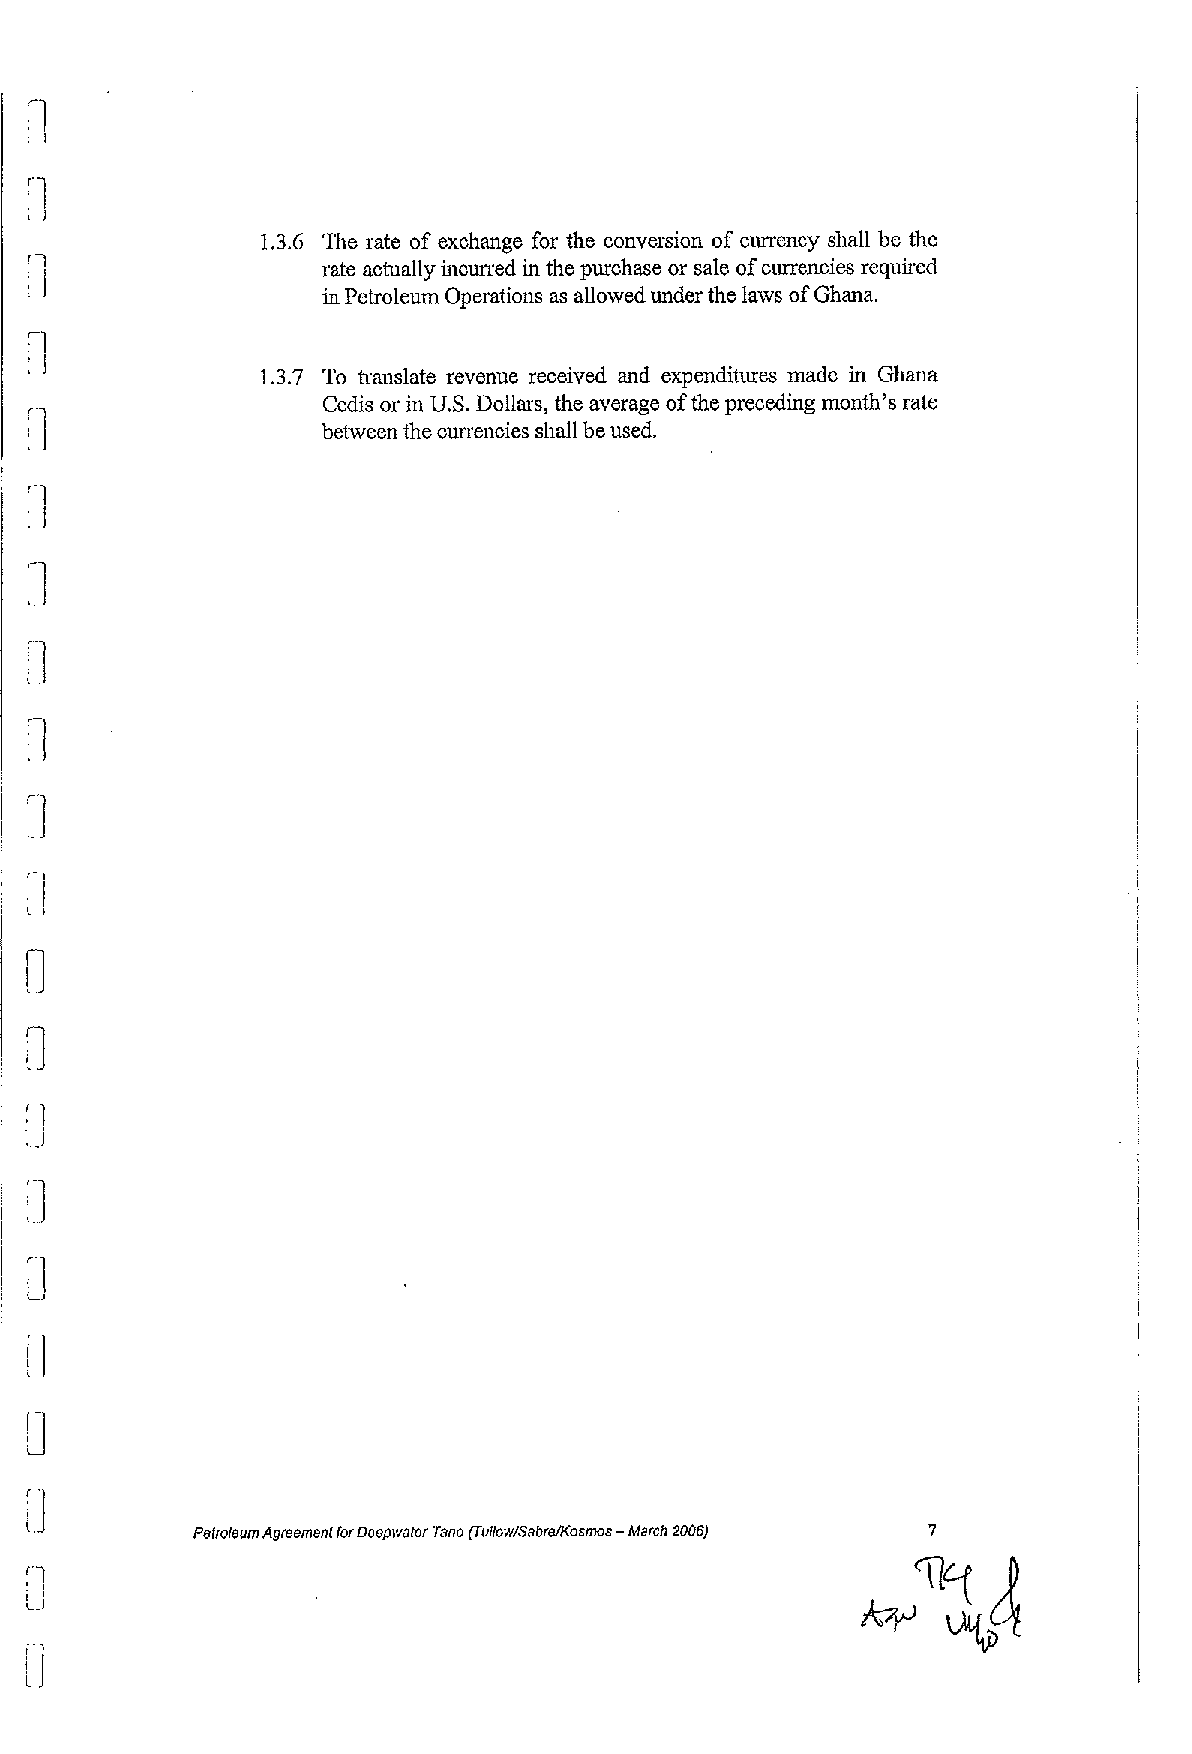 1.3.6 The rate of exchange for the conversion of currency shall be the
rate actually incurred in the purchase or sale of currencies required
in Petroleum Operations as allowed under the laws of Ghana.
1.3.7 To translate revenue received and expenditures made in Ghana
Cedis or in U.S. Dollars, the average of the preceding month's rate
between the currencies shall be used.
Petroleum Agreement for Deepwater Tano (Tullow/Sabre/Kosmos – March 2006) 7